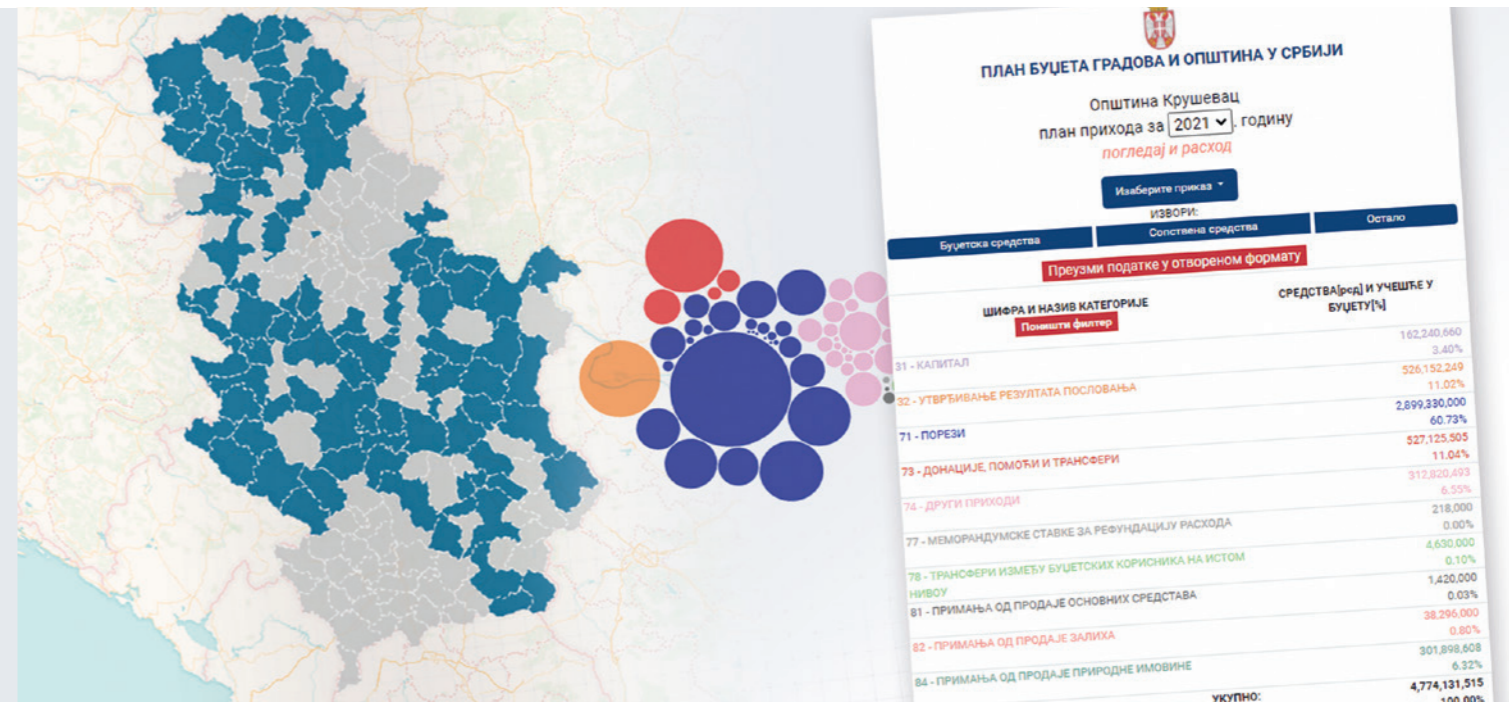 ПЛАН БУЏЕТА ГРАДОВА И ОПШТИНА У СРБИЈИ
Општина Крушевац
план прихода за 2021 . годину
погледај и расход
Изаберите приказ
ИЗВОРИ:
Буџетска средства Сопствена средства Остало
Преузми податке у отвореном формату
ШИФРА И НАЗИВ КАТЕГОРИЈЕ
Поништи филтер
СРЕДСТВА[рсд] И УЧЕШЋЕ У
БУЏЕТУ[%]
31 - КАПИТАЛ
162,240,660
3.40%
32 - УТВРЂИВАЊЕ РЕЗУЛТАТА ПОСЛОВАЊА
526,152,249
11.02%
71 - ПОРЕЗИ
2,899,330,000
60.73%
73 - ДОНАЦИЈЕ, ПОМОЋИ И ТРАНСФЕРИ
527,125,505
11.04%
74 - ДРУГИ ПРИХОДИ
312,820,493
6.55%
77 - МЕМОРАНДУМСКЕ СТАВКЕ ЗА РЕФУНДАЦИЈУ РАСХОДА
218,000
0.00%
78 - ТРАНСФЕРИ ИЗМЕЂУ БУЏЕТСКИХ КОРИСНИКА НА ИСТОМ
НИВОУ
4,630,000
0.10%
81 - ПРИМАЊА ОД ПРОДАЈЕ ОСНОВНИХ СРЕДСТАВА
1,420,000
0.03%
82 - ПРИМАЊА ОД ПРОДАЈЕ ЗАЛИХА
38,296,000
0.80%
84 - ПРИМАЊА ОД ПРОДАЈЕ ПРИРОДНЕ ИМОВИНЕ
301,898,608
6.32%
УКУПНО:
4,774,131,515
100.00%